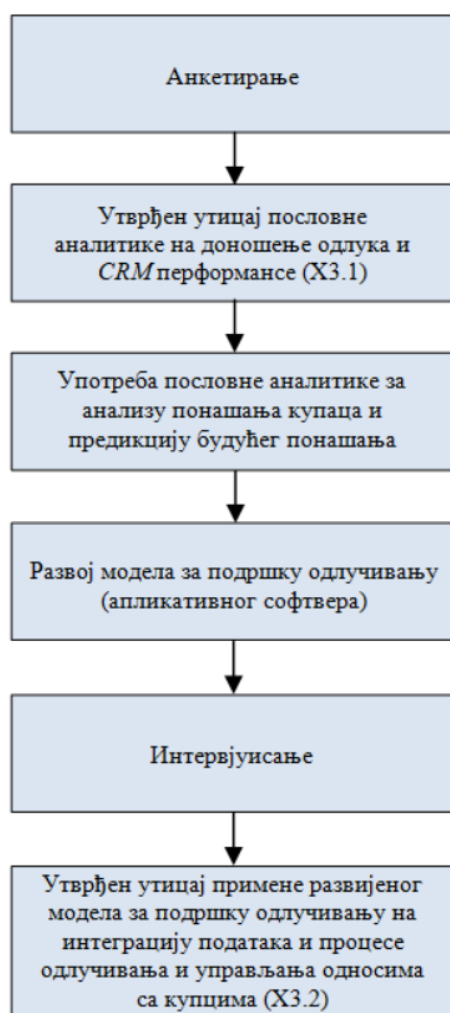 Анкетирање
Утврђен утицај пословне
аналитике на доношење одлука и
CRM перформансе (X3.1)
Употреба пословне аналитике за
анализу понашања купаца и
предикцију будућег понашања
Развој модела за подршку одлучивању
(апликативног софтвера)
Интервјуисање
Утврђен утицај примене развијеног
модела за подршку одлучивању на
интеграцију података и процесе
одлучивања и управљања односима
са купцима (X3.2)